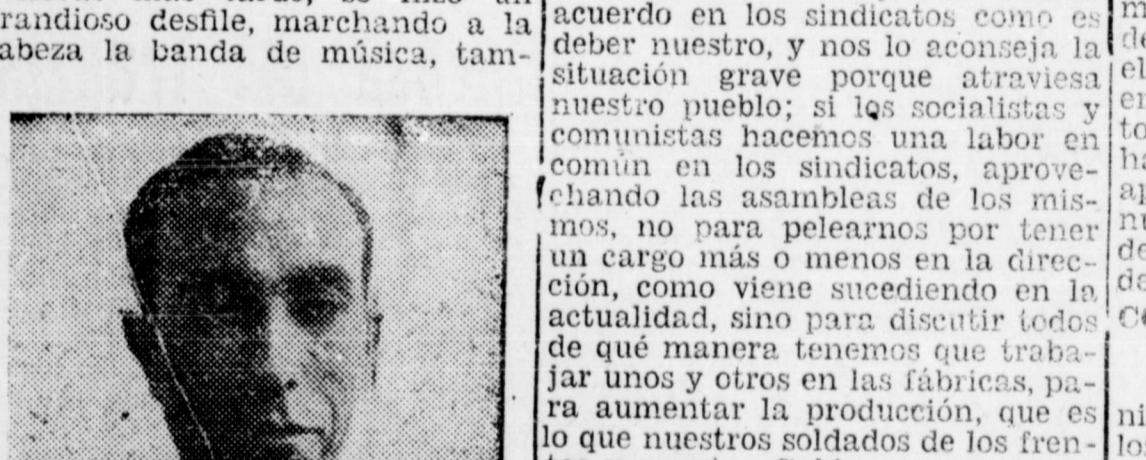 randioso desfile, marchando a la
abeza la banda de música, tam-
acuerdo en los sindicatos como es
deber nuestro, y nos lo aconseja la
situación grave porque atraviesa
nuestro pueblo; si los socialistas y
comunistas hacemos una labor en
común en los sindicatos, aprove-
chando las asambleas de los mis-
mos, no para pelearnos por tener
un cargo más o menos en la direc-
ción, como viene sucediendo en la
actualidad, sino para discutir todos
de qué manera tenemos que traba-
jar unos y otros en las fábricas, pa-
ra aumentar la producción, que es
lo que nuestros soldados de los fren-